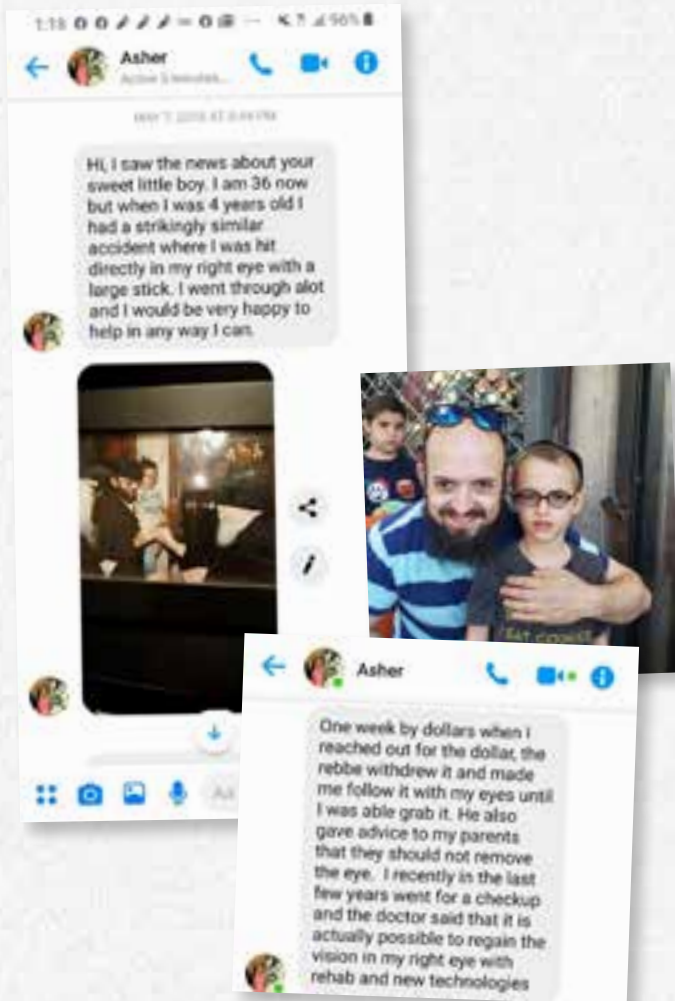 1:18
96%
Asher
Hi, I saw the news about your
sweet little boy. I am 36 now
but when I was 4 years old I
had a strikingly similar
accident where I was hit
directly in my right eye with a
large stick. I went through alot
and I would be very happy to
help in any way I can.
Aa
EAT COOKIES
Asher
One week by dollars when I
reached out for the dollar, the
rebbe withdrew it and made
me follow it with my eyes until
I was able grab it. He also
gave advice to my parents
that they should not remove
the eye. I recently in the last
few years went for a checkup
and the doctor said that it is
actually possible to regain the
vision in my right eye with
rehab and new technologies